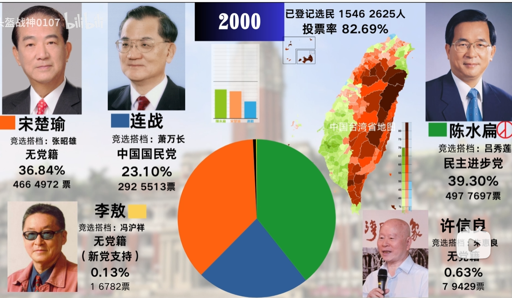 头盔战神0107
bilibili
2000
已登记选民 1546 2625人
投票率 82.69%
宋楚瑜
竞选搭档: 张昭雄
无党籍
36.84%
466 4972 票
连战
竞选搭档: 萧万长
中国国民党
23.10%
292 5513票
中国台湾省地图
陈水扁
竞选搭档: 吕秀莲
民主进步党
39.30%
497 7697票
李敖
竞选搭档: 冯沪祥
无党籍
(新党支持)
0.13%
1 6782票
许信良
竞选搭档: 朱惠良
无党籍
0.63%
7 9429票